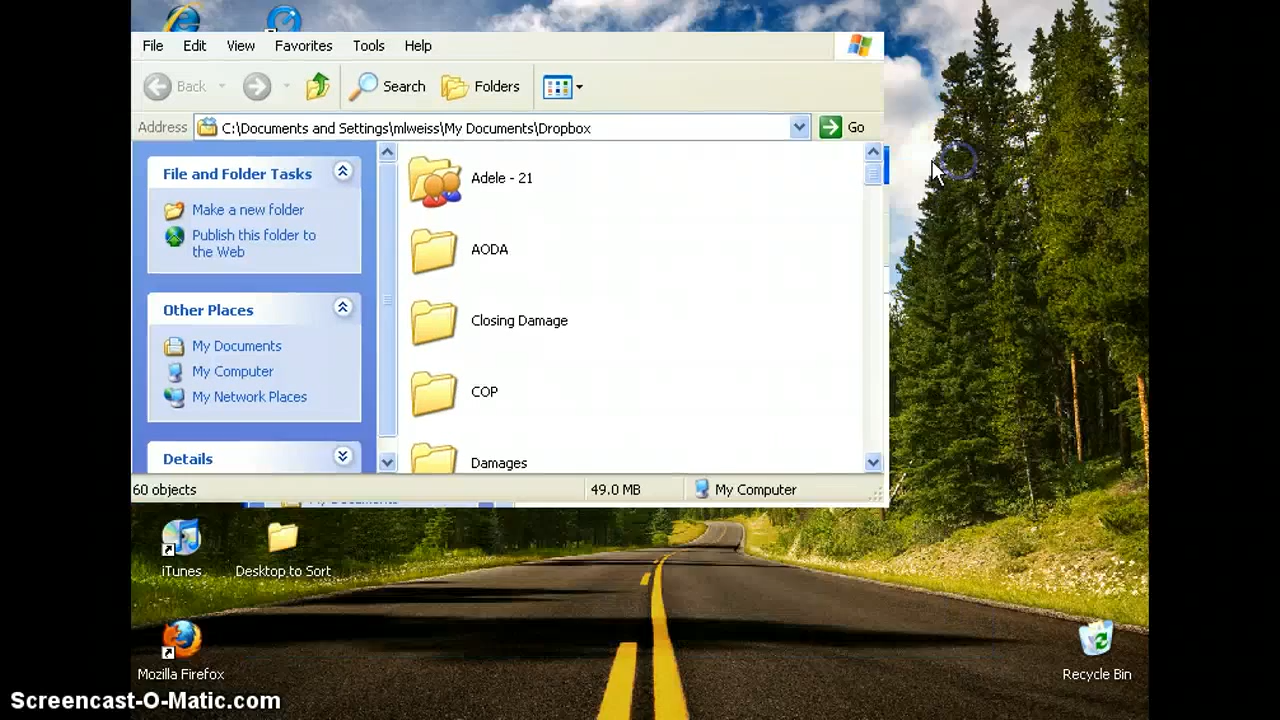 File Edit View Favorites Tools Help
Back Search Folders
Address C:\Documents and Settings\mlweiss\My Documents\Dropbox Go
File and Folder Tasks
Make a new folder
Publish this folder to
the Web
Other Places
My Documents
My Computer
My Network Places
Details
Adele - 21
AODA
Closing Damage
COP
Damages
60 objects 49.0 MB My Computer
My Documents
iTunes Desktop to Sort
Mozilla Firefox Recycle Bin
Screencast-O-Matic.com